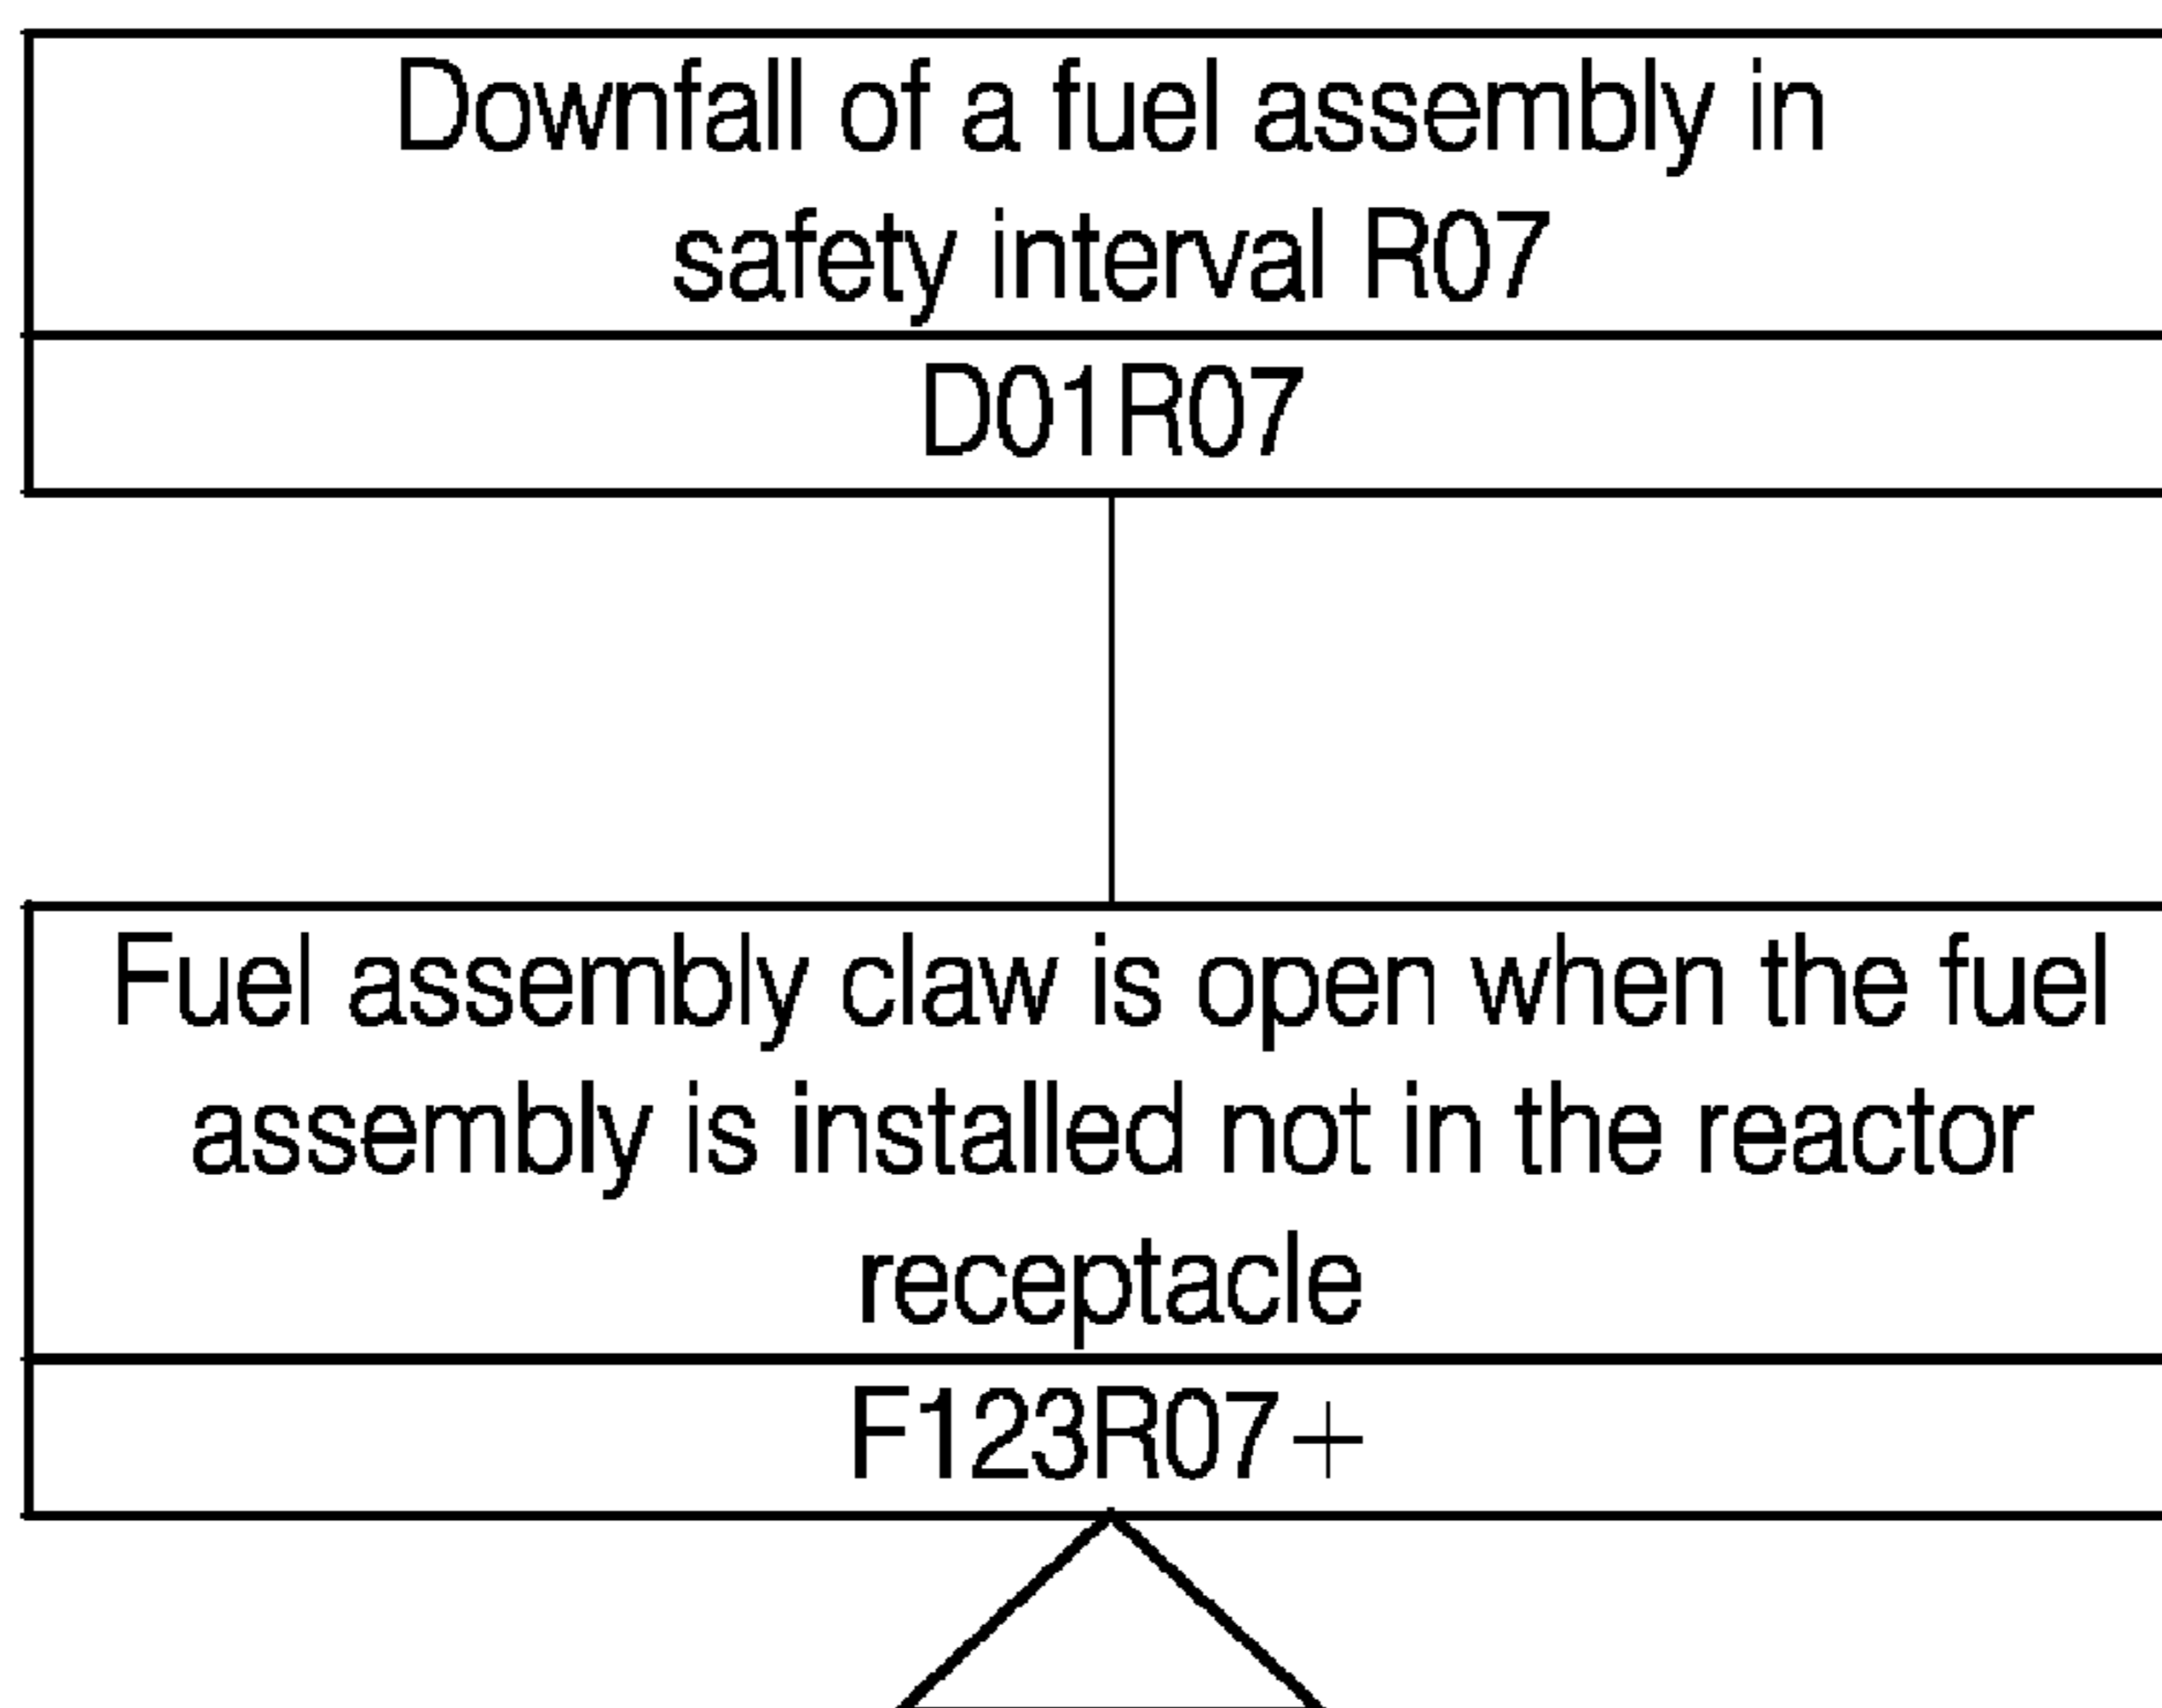 Downfall of a fuel assembly in
safety interval R07
D01R07
Fuel assembly claw is open when the fuel
assembly is installed not in the reactor
receptacle
F123R07+